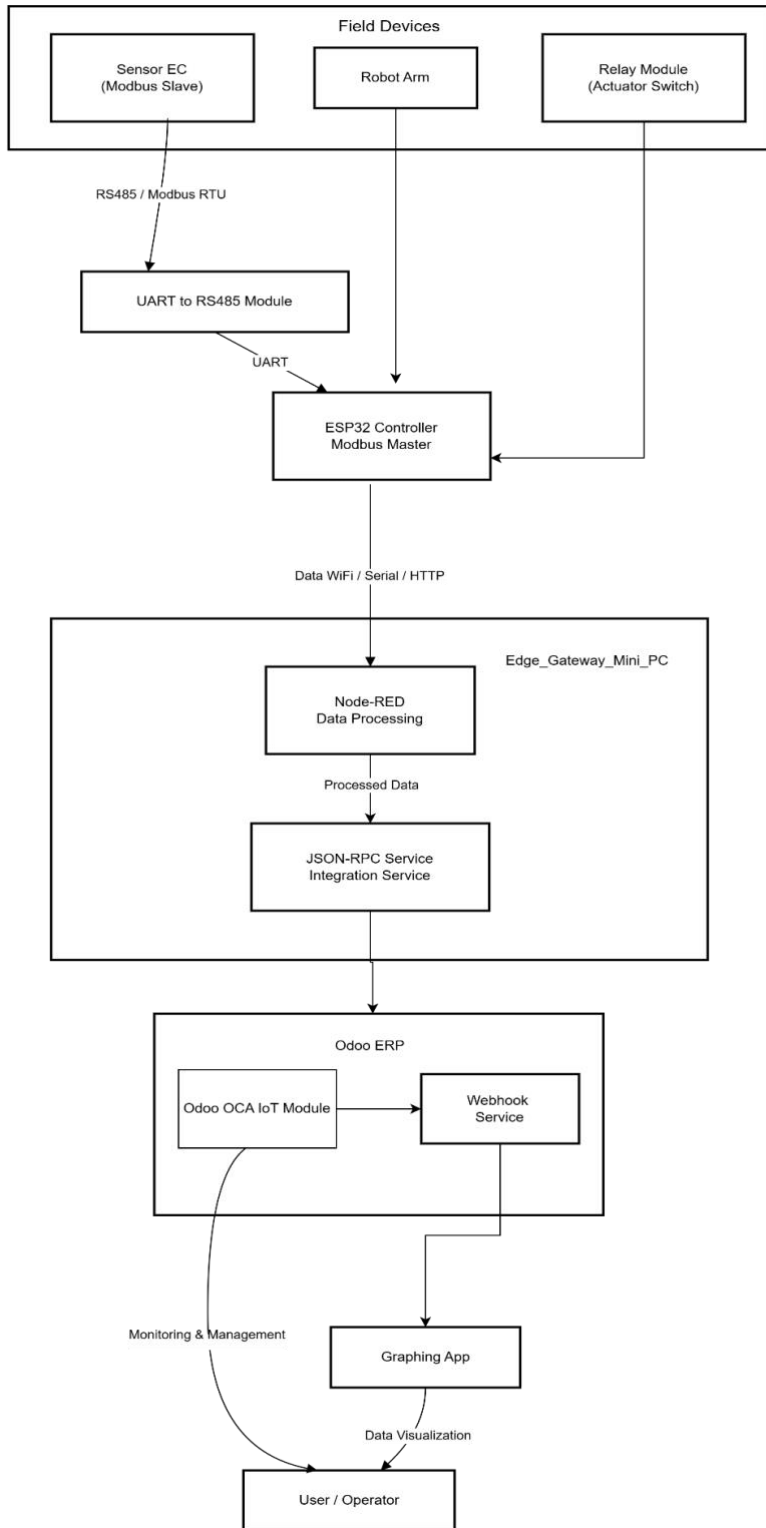 Field Devices
Sensor EC
(Modbus Slave)
Robot Arm
Relay Module
(Actuator Switch)
RS485 / Modbus RTU
UART to RS485 Module
UART
ESP32 Controller
Modbus Master
Data WiFi / Serial / HTTP
Edge_Gateway_Mini_PC
Node-RED
Data Processing
Processed Data
JSON-RPC Service
Integration Service
Odoo ERP
Odoo OCA IoT Module
Webhook
Service
Monitoring & Management
Graphing App
Data Visualization
User / Operator